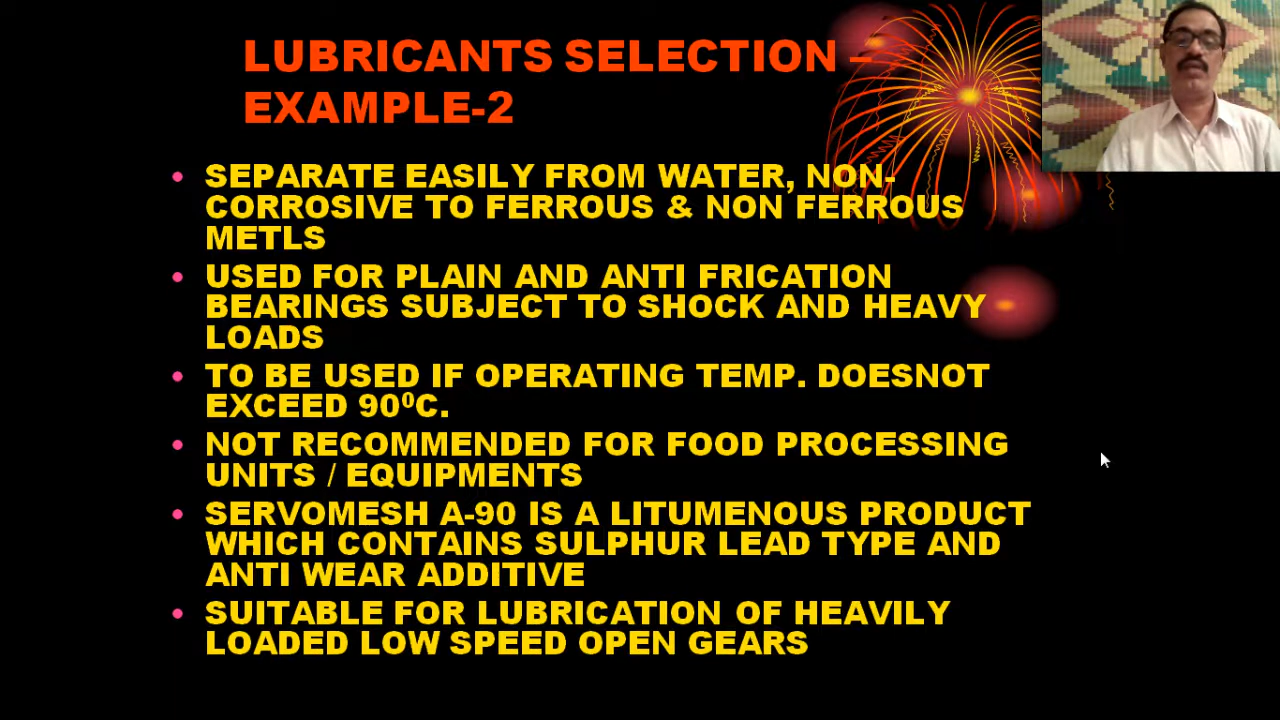 LUBRICANTS SELECTION –
EXAMPLE-2
• SEPARATE EASILY FROM WATER, NON-
CORROSIVE TO FERROUS & NON FERROUS
METLS
• USED FOR PLAIN AND ANTI FRICATION
BEARINGS SUBJECT TO SHOCK AND HEAVY
LOADS
• TO BE USED IF OPERATING TEMP. DOESNOT
EXCEED 90⁰C.
• NOT RECOMMENDED FOR FOOD PROCESSING
UNITS / EQUIPMENTS
• SERVOMESH A-90 IS A LITUMENOUS PRODUCT
WHICH CONTAINS SULPHUR LEAD TYPE AND
ANTI WEAR ADDITIVE
• SUITABLE FOR LUBRICATION OF HEAVILY
LOADED LOW SPEED OPEN GEARS